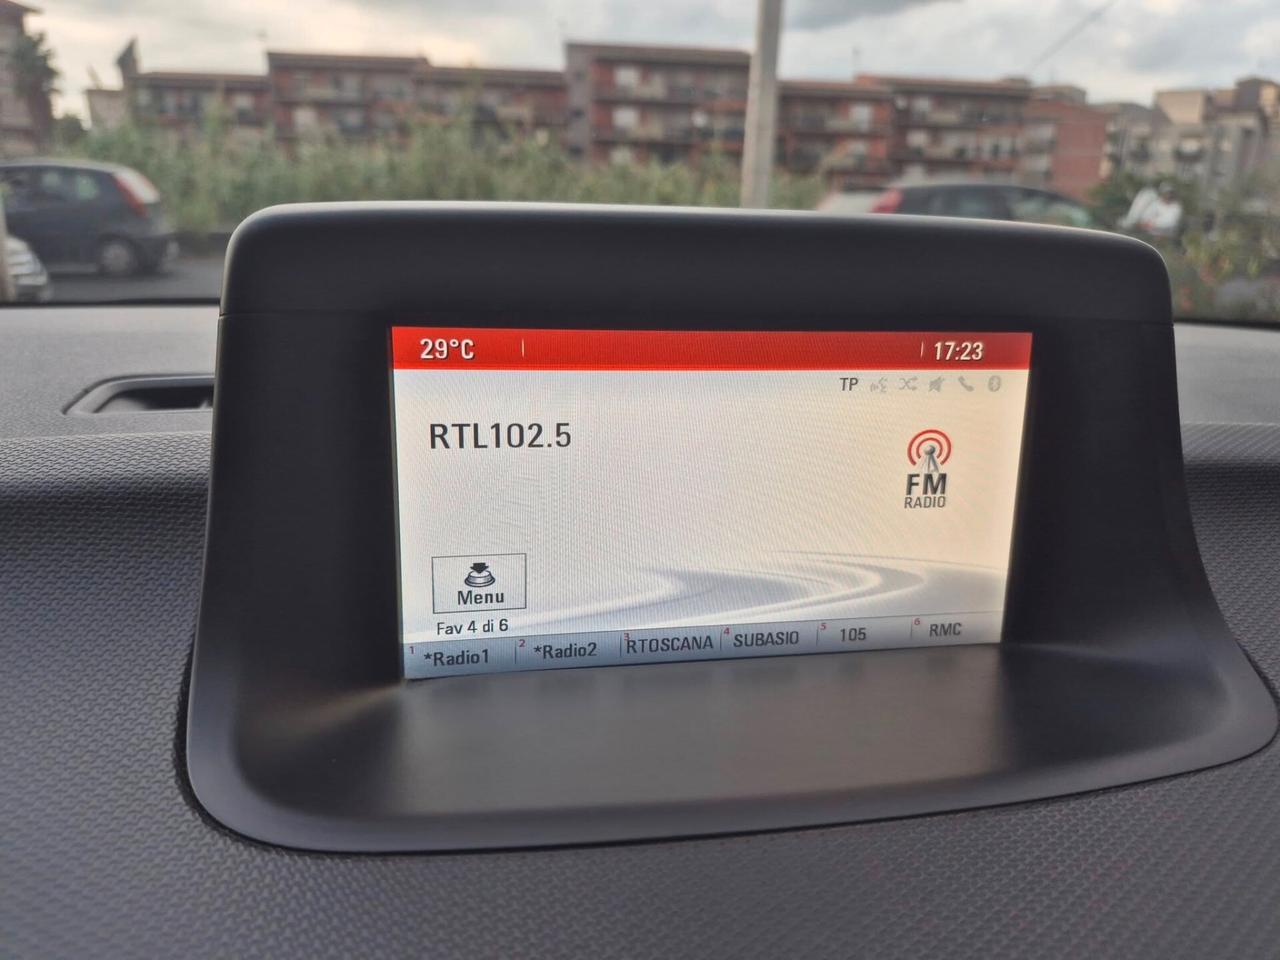 29°C 17:23
TP
RTL102.5
FM
RADIO
Menu
Fav 4 di 6
1 *Radio1 2 *Radio2 3 RTOSCANA 4 SUBASIO 5 105 6 RMC